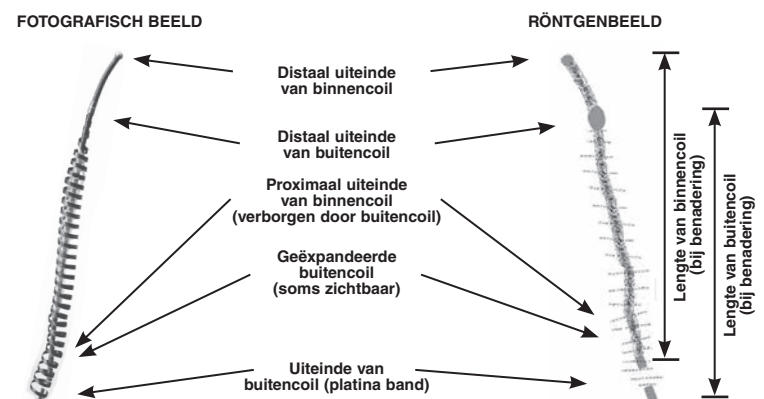 FOTOGRAFISCH BEELD
RÖNTGENBEELD
Distaal uiteinde
van binnencoil
Distaal uiteinde
van buitencoil
Proximaal uiteinde
van binnencoil
(verborgen door buitencoil)
Geëxpandeerde
buitencoil
(soms zichtbaar)
Uiteinde van
buitencoil (platina band)
Lengte van binnencoil
(bij benadering)
Lengte van buitencoil
(bij benadering)